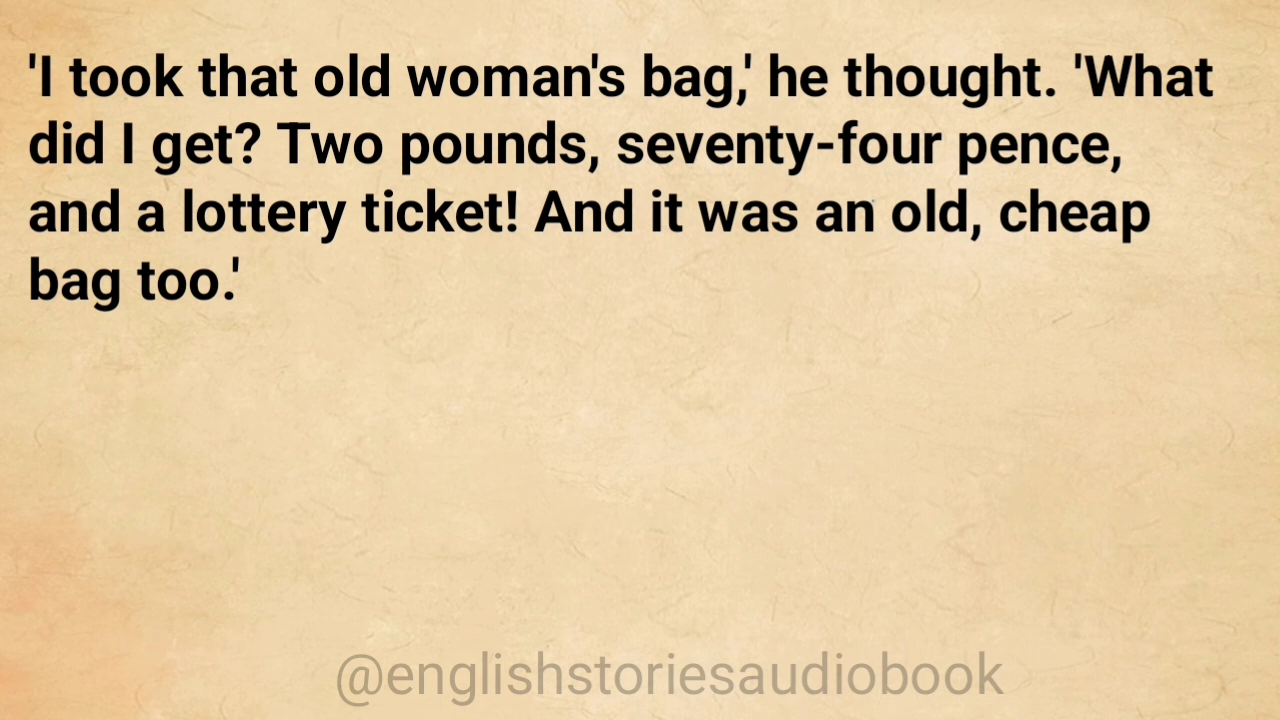 'I took that old woman's bag,' he thought. 'What
did I get? Two pounds, seventy-four pence,
and a lottery ticket! And it was an old, cheap
bag too.'
@englishstoriesaudiobook